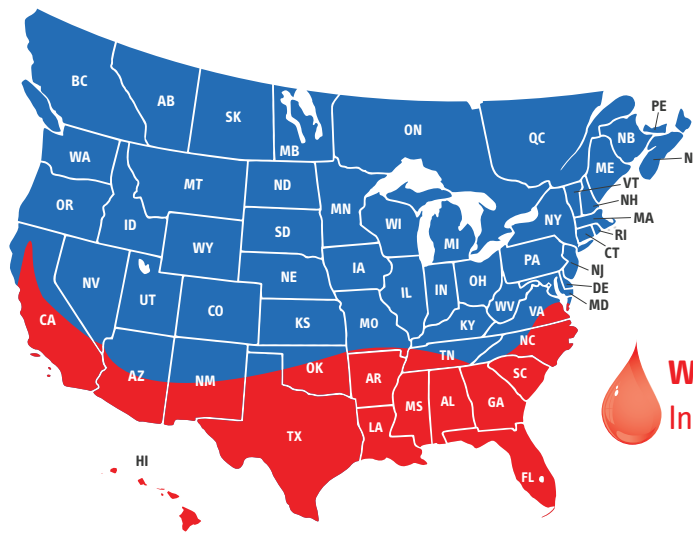 BC
AB
SK
MB
ON
QC
PE
NB
N
ME
VT
NH
MA
RI
CT
NJ
DE
MD
WA
MT
ND
MN
OR
ID
WY
SD
WI
MI
NY
PA
NV
UT
CO
NE
IA
IL
IN
OH
WV
VA
KS
MO
KY
CA
AZ
NM
OK
AR
TN
NC
SC
TX
LA
MS
AL
GA
FL
HI
W
In